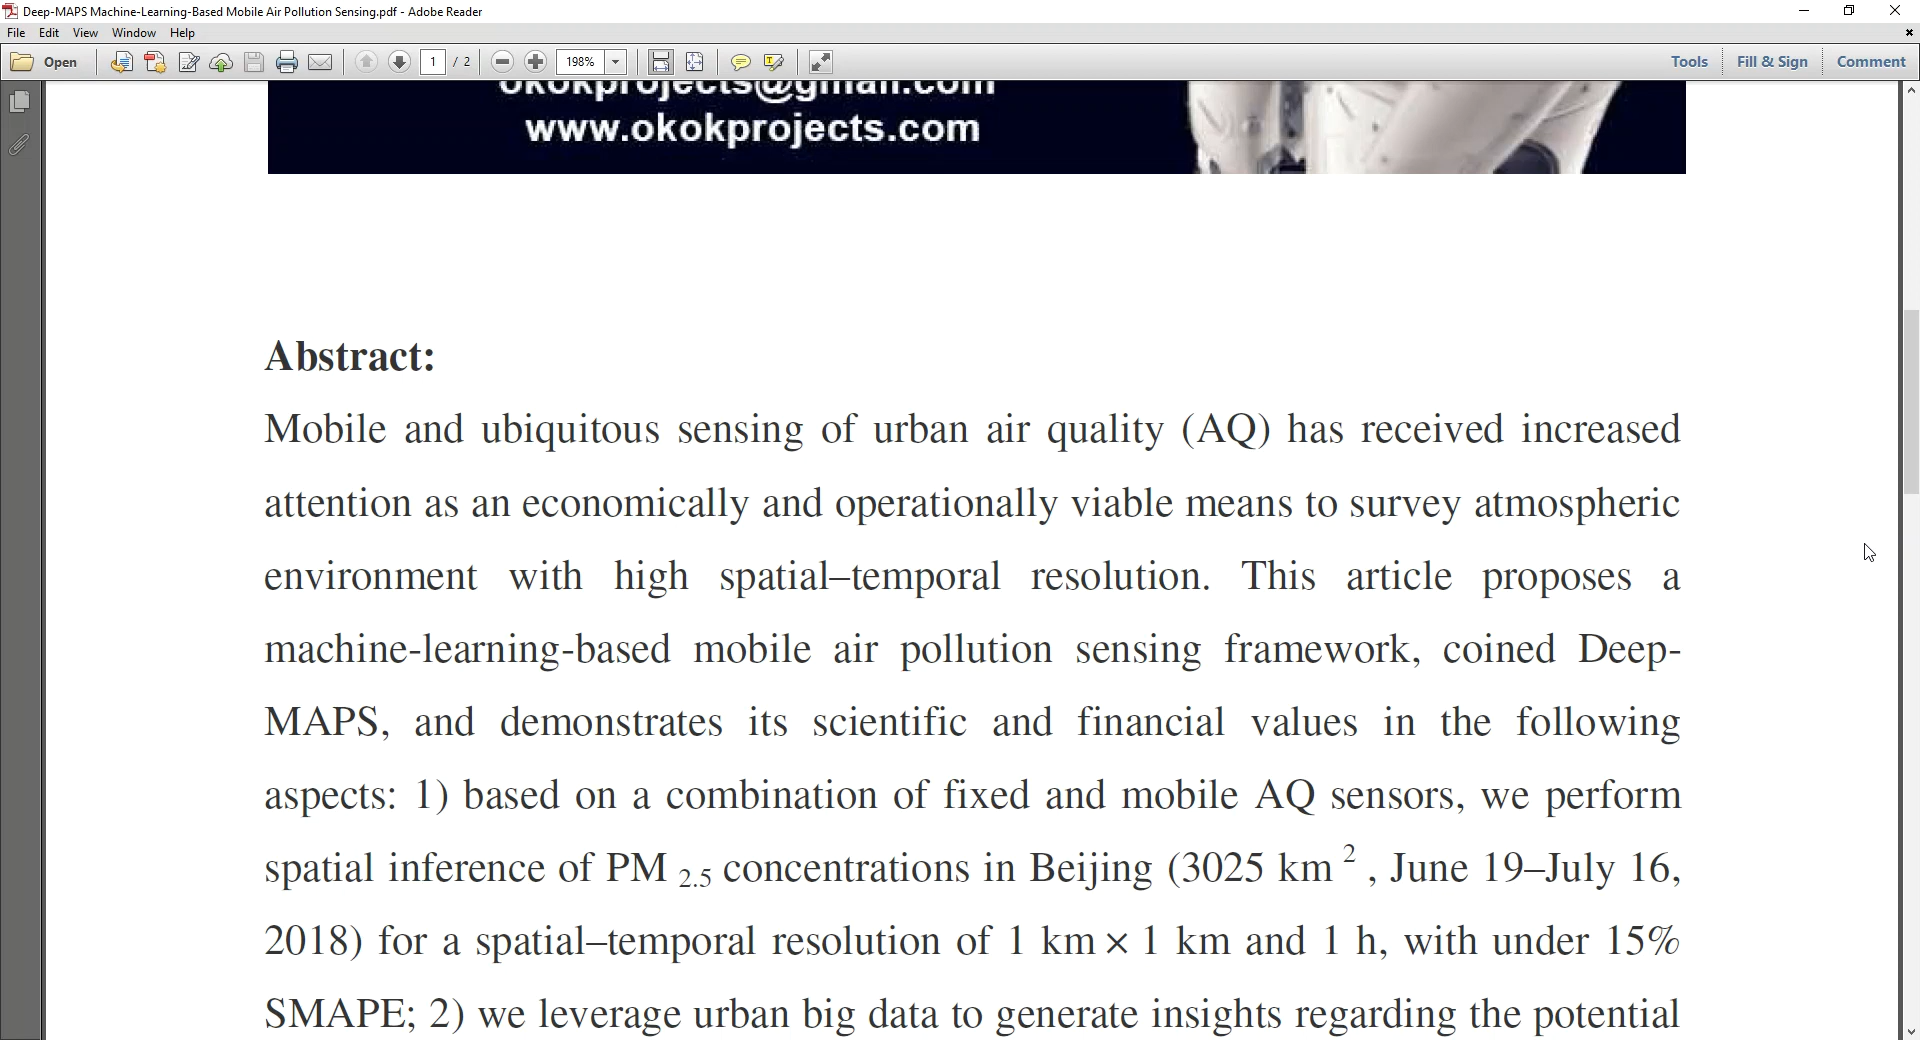 Deep-MAPS Machine-Learning-Based Mobile Air Pollution Sensing.pdf - Adobe Reader
File Edit View Window Help
Open 1 / 2 198% Tools Fill & Sign Comment
okokprojects@gmail.com
www.okokprojects.com
Abstract:
Mobile and ubiquitous sensing of urban air quality (AQ) has received increased
attention as an economically and operationally viable means to survey atmospheric
environment with high spatial–temporal resolution. This article proposes a
machine-learning-based mobile air pollution sensing framework, coined Deep-
MAPS, and demonstrates its scientific and financial values in the following
aspects: 1) based on a combination of fixed and mobile AQ sensors, we perform
spatial inference of PM 2.5 concentrations in Beijing (3025 km 2 , June 19–July 16,
2018) for a spatial–temporal resolution of 1 km × 1 km and 1 h, with under 15%
SMAPE; 2) we leverage urban big data to generate insights regarding the potential